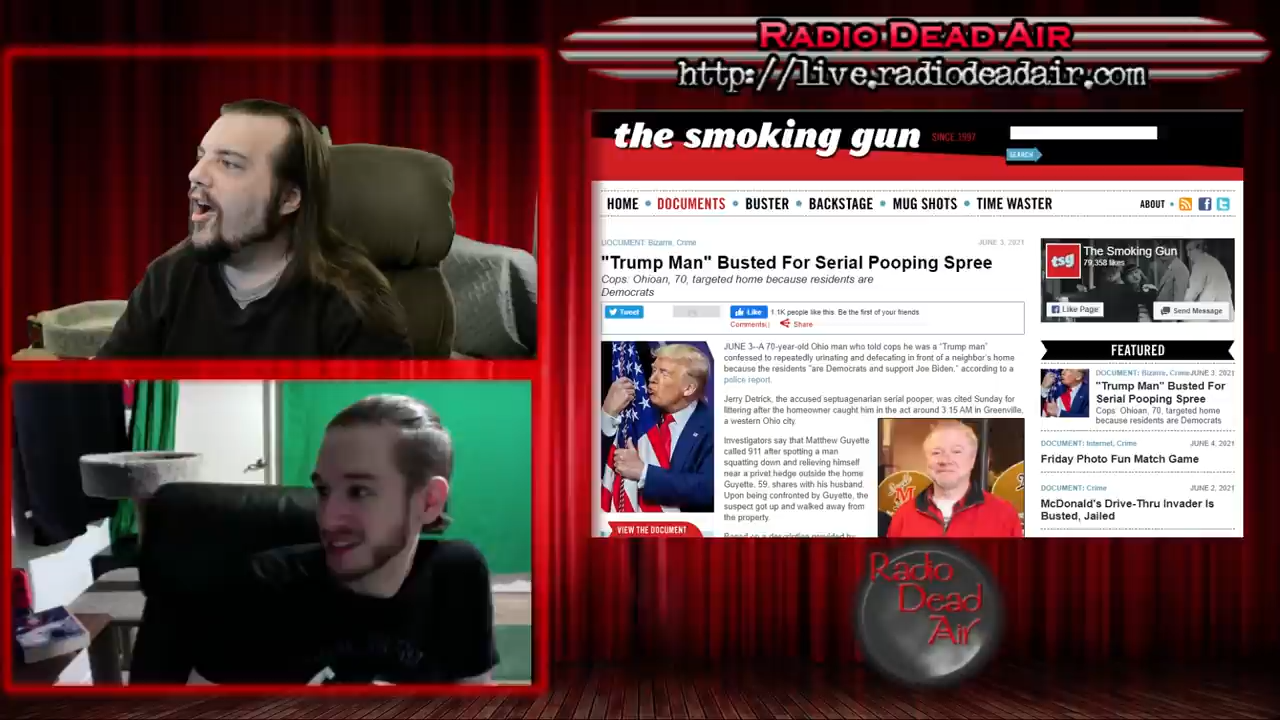 RADIO DEAD AIR
http://live.radiodeadair.com
the smoking gun
SINCE 1997
SEARCH
HOME • DOCUMENTS • BUSTER • BACKSTAGE • MUG SHOTS • TIME WASTER
ABOUT •
DOCUMENT: Bizarre, Crime
JUNE 3, 2021
"Trump Man" Busted For Serial Pooping Spree
Cops: Ohioan, 70, targeted home because residents are
Democrats
Tweet
Like
1.1K people like this. Be the first of your friends.
Comments()
Share
JUNE 3--A 70-year-old Ohio man who told cops he was a "Trump man"
confessed to repeatedly urinating and defecating in front of a neighbor's home
because the residents "are Democrats and support Joe Biden," according to a
police report.
Jerry Detrick, the accused septuagenarian serial pooper, was cited Sunday for
littering after the homeowner caught him in the act around 3:15 AM in Greenville,
a western Ohio city.
Investigators say that Matthew Guyette
called 911 after spotting a man
squatting down and relieving himself
near a privet hedge outside the home
Guyette, 59, shares with his husband.
Upon being confronted by Guyette, the
suspect got up and walked away from
the property.
Based on a description provided by
VIEW THE DOCUMENT
tsg
The Smoking Gun
79,358 likes
Like Page
Send Message
FEATURED
DOCUMENT: Bizarre, Crime JUNE 3, 2021
"Trump Man" Busted For
Serial Pooping Spree
Cops: Ohioan, 70, targeted home
because residents are Democrats
DOCUMENT: Internet, Crime
JUNE 4, 2021
Friday Photo Fun Match Game
DOCUMENT: Crime
JUNE 2, 2021
McDonald's Drive-Thru Invader Is
Busted, Jailed
Radio
Dead
Air